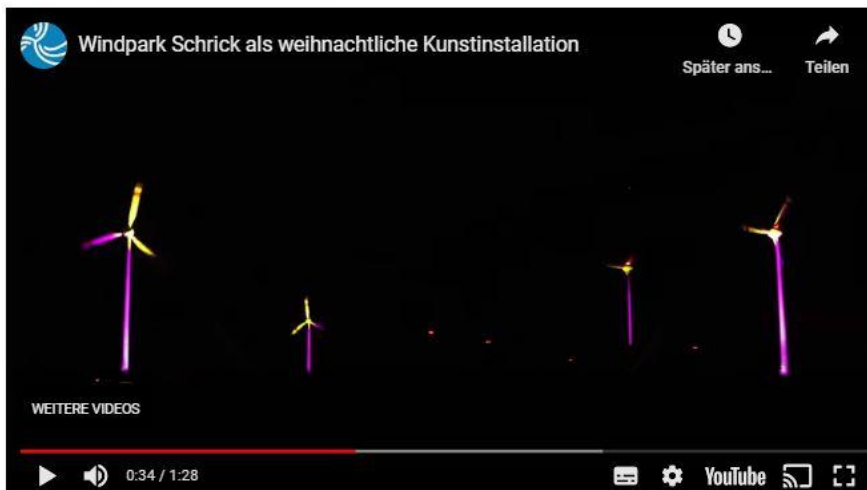 Windpark Schrick als weihnachtliche Kunstinstallation
Später ans...
Teilen
WEITERE VIDEOS
0:34 / 1:28
YouTube